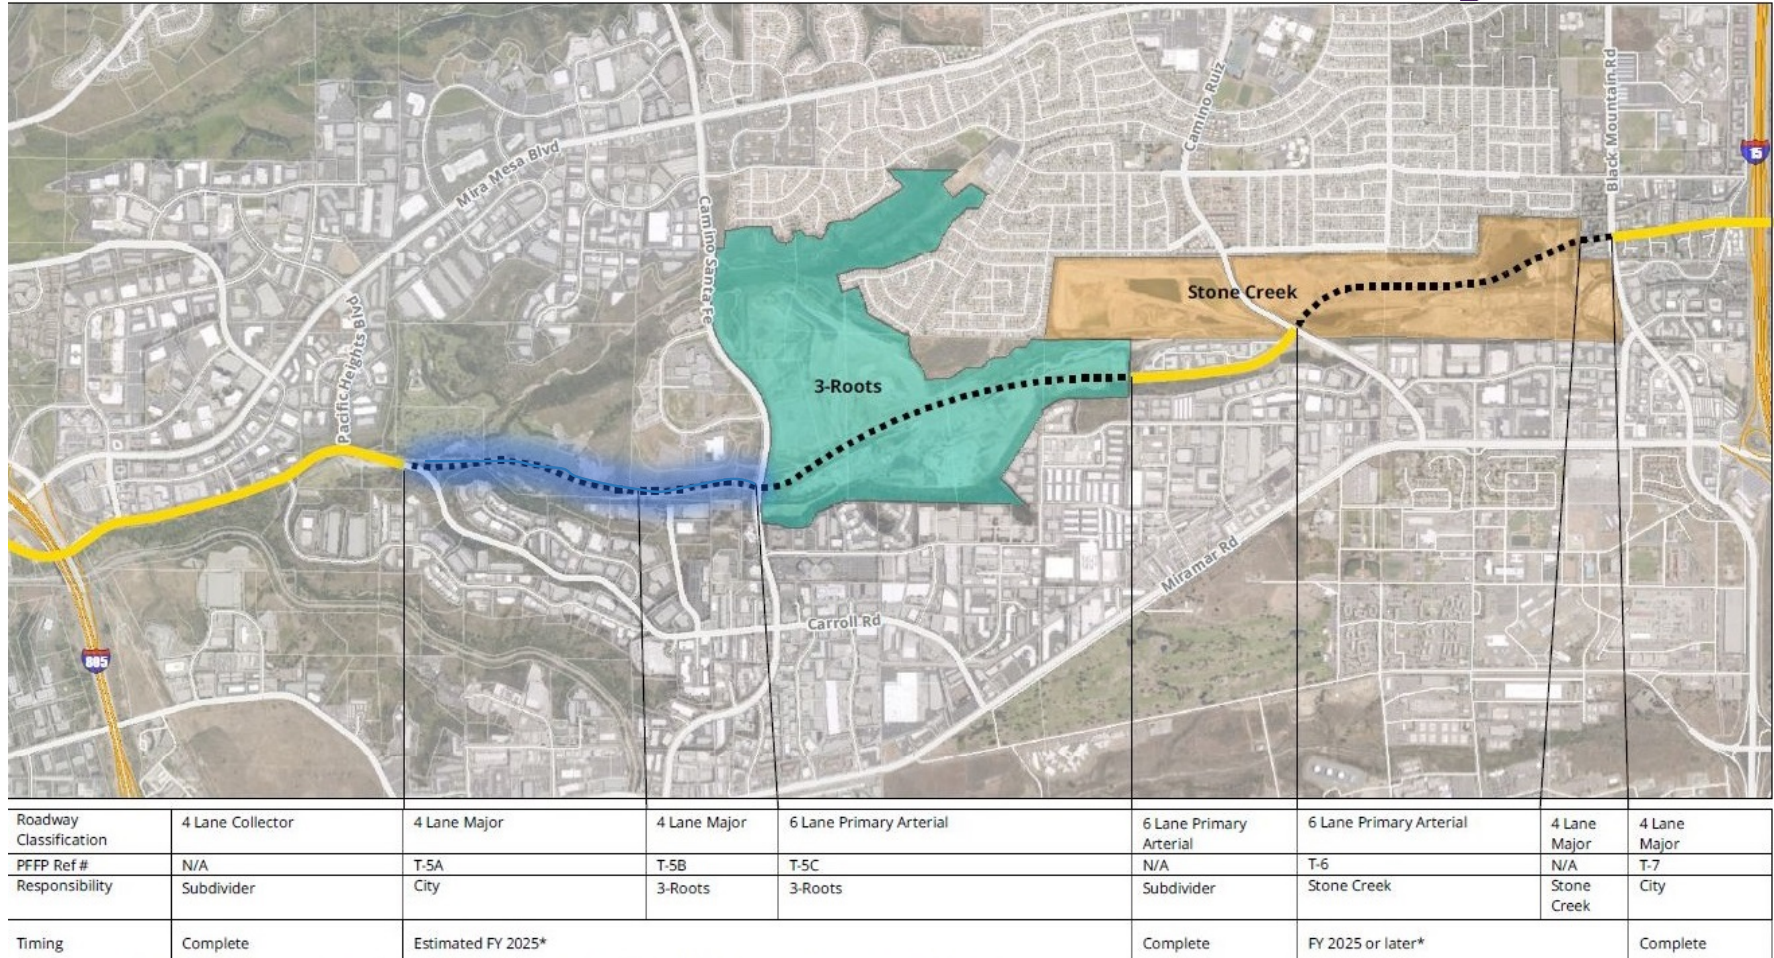 Camino Ruiz
Black Mountain Rd
15
Mira Mesa Blvd
Camino Santa Fe
Stone Creek
Pacific Heights Blvd
3-Roots
Miramar Rd
Carroll Rd
805
Roadway Classification 4 Lane Collector 4 Lane Major 4 Lane Major 6 Lane Primary Arterial 6 Lane Primary Arterial 6 Lane Primary Arterial 4 Lane Major 4 Lane Major
PFFP Ref # N/A T-5A T-5B T-5C N/A T-6 N/A T-7
Responsibility Subdivider City 3-Roots 3-Roots Subdivider Stone Creek Stone Creek City
Timing Complete Estimated FY 2025* Complete FY 2025 or later* Complete